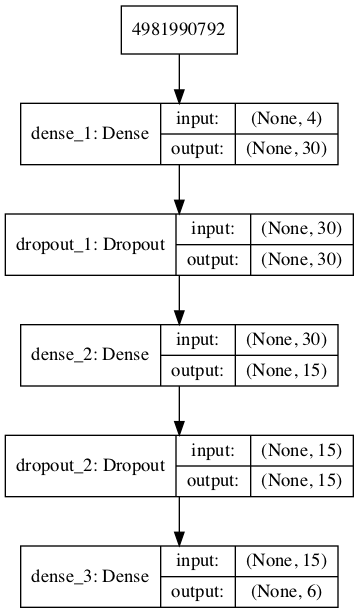 4981990792
dense_1: Dense
input: (None, 4)
output: (None, 30)
dropout_1: Dropout
input: (None, 30)
output: (None, 30)
dense_2: Dense
input: (None, 30)
output: (None, 15)
dropout_2: Dropout
input: (None, 15)
output: (None, 15)
dense_3: Dense
input: (None, 15)
output: (None, 6)